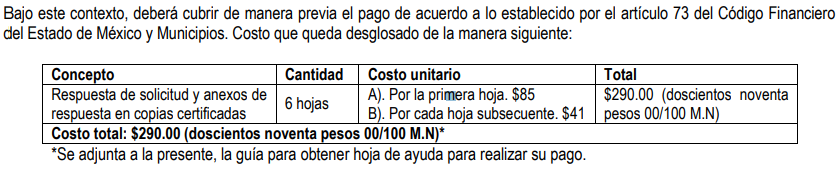 Bajo este contexto, deberá cubrir de manera previa el pago de acuerdo a lo establecido por el artículo 73 del Código Financiero
del Estado de México y Municipios. Costo que queda desglosado de la manera siguiente:
Concepto Cantidad Costo unitario Total
Respuesta de solicitud y anexos de respuesta en copias certificadas 6 hojas A). Por la primera hoja. $85 B). Por cada hoja subsecuente. $41 $290.00 (doscientos noventa pesos 00/100 M.N)
Costo total: $290.00 (doscientos noventa pesos 00/100 M.N)*
*Se adjunta a la presente, la guía para obtener hoja de ayuda para realizar su pago.